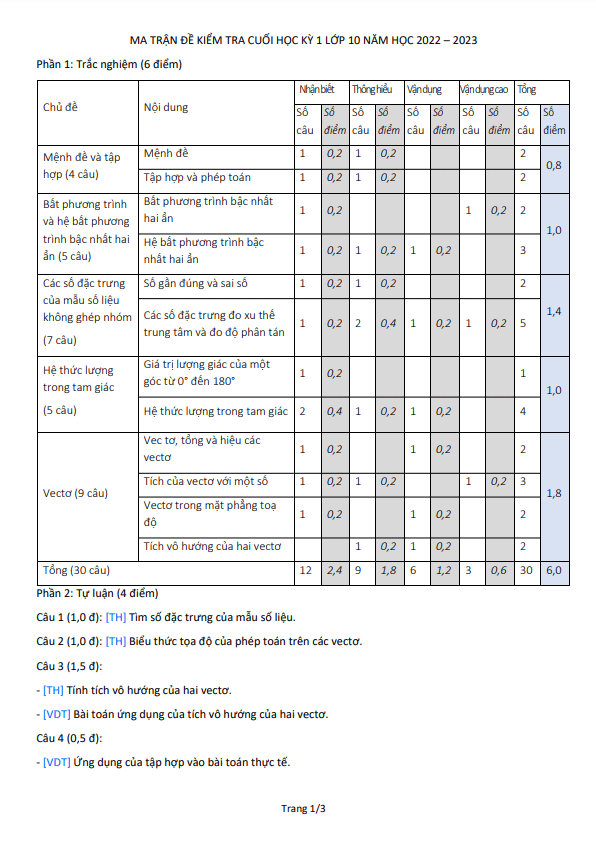 MA TRẬN ĐỀ KIỂM TRA CUỐI HỌC KỲ 1 LỚP 10 NĂM HỌC 2022 – 2023
Phần 1: Trắc nghiệm (6 điểm)
Chủ đề Nội dung Nhận biết Thông hiểu Vận dụng Vận dụng cao Tổng
Số câu Số điểm Số câu Số điểm Số câu Số điểm Số câu Số điểm Số câu Số điểm
Mệnh đề và tập hợp (4 câu) Mệnh đề 1 0,2 1 0,2 2 0,8
Tập hợp và phép toán 1 0,2 1 0,2 2
Bất phương trình và hệ bất phương trình bậc nhất hai ẩn (5 câu) Bất phương trình bậc nhất hai ẩn 1 0,2 1 0,2 2 1,0
Hệ bất phương trình bậc nhất hai ẩn 1 0,2 1 0,2 1 0,2 3
Các số đặc trưng của mẫu số liệu không ghép nhóm (7 câu) Số gần đúng và sai số 1 0,2 1 0,2 2 1,4
Các số đặc trưng đo xu thế trung tâm và đo độ phân tán 1 0,2 2 0,4 1 0,2 1 0,2 5
Hệ thức lượng trong tam giác (5 câu) Giá trị lượng giác của một góc từ 0° đến 180° 1 0,2 1 1,0
Hệ thức lượng trong tam giác 2 0,4 1 0,2 1 0,2 4
Vectơ (9 câu) Vec tơ, tổng và hiệu các vectơ 1 0,2 1 0,2 2 1,8
Tích của vectơ với một số 1 0,2 1 0,2 1 0,2 3
Vectơ trong mặt phẳng toạ độ 1 0,2 1 0,2 2
Tích vô hướng của hai vectơ 1 0,2 1 0,2 2
Tổng (30 câu) 12 2,4 9 1,8 6 1,2 3 0,6 30 6,0
Phần 2: Tự luận (4 điểm)
Câu 1 (1,0 đ): [TH] Tìm số đặc trưng của mẫu số liệu.
Câu 2 (1,0 đ): [TH] Biểu thức tọa độ của phép toán trên các vectơ.
Câu 3 (1,5 đ):
- [TH] Tính tích vô hướng của hai vectơ.
- [VDT] Bài toán ứng dụng của tích vô hướng của hai vectơ.
Câu 4 (0,5 đ):
- [VDT] Ứng dụng của tập hợp vào bài toán thực tế.
Trang 1/3